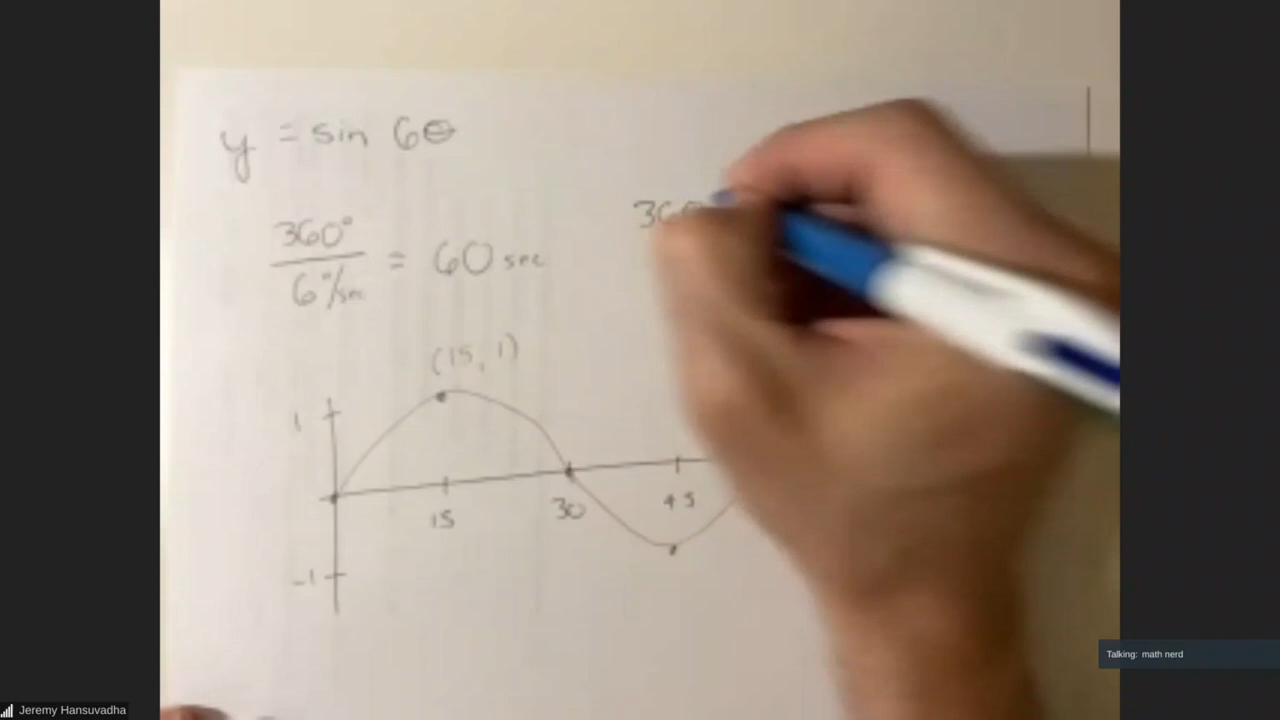 y = sin 6θ
360°
6°/sec
= 60 sec
360
(15, 1)
1
15
30
45
-1
Talking: math nerd
Jeremy Hansuvadha